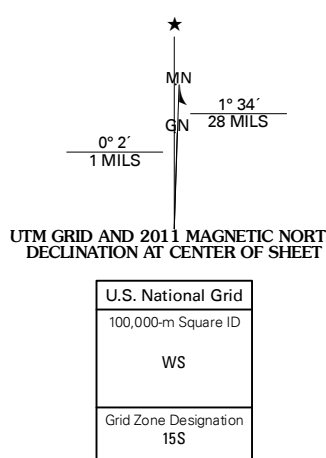 ★
MN
GN
1° 34´
28 MILS
0° 2´
1 MILS
UTM GRID AND 2011 MAGNETIC NORT
DECLINATION AT CENTER OF SHEET
U.S. National Grid
100,000-m Square ID
WS
Grid Zone Designation
15S